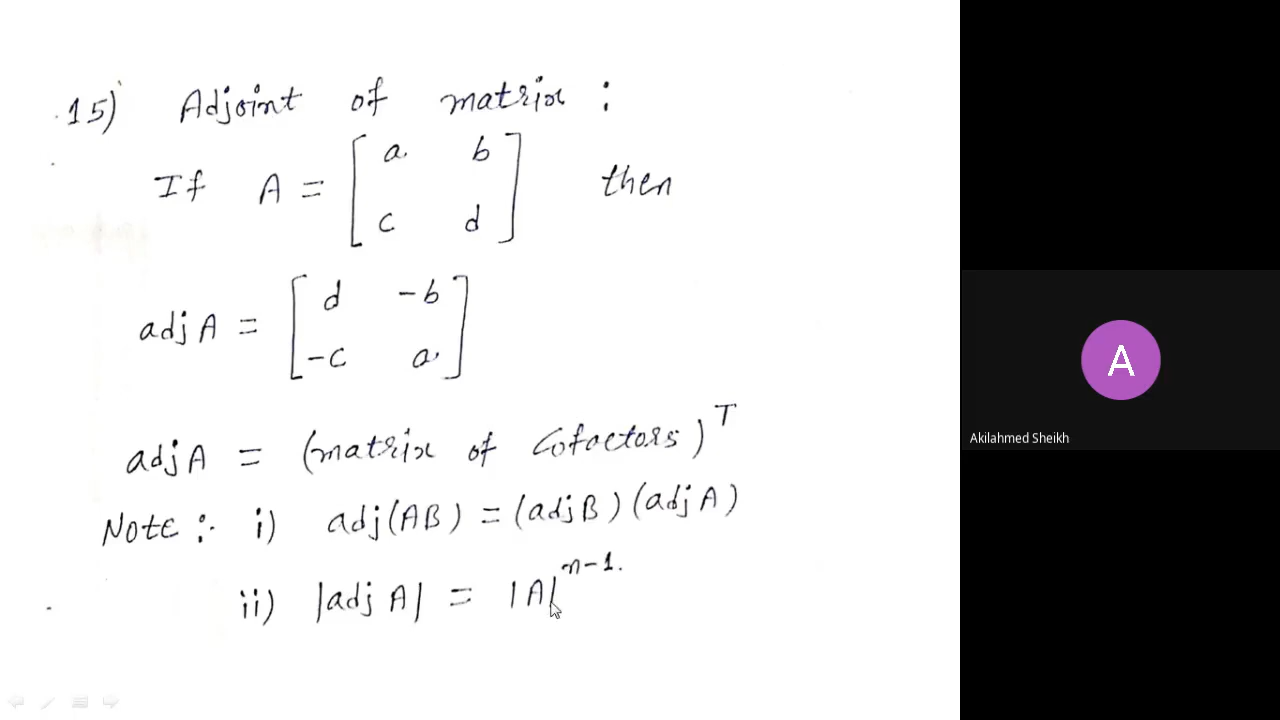 15) Adjoint of matrix :
If A = [ a b
c d ] then
adj A = [ d -b
-c a ]
adj A = (matrix of cofactors)^T
Note :- i) adj(AB) = (adj B) (adj A)
ii) |adj A| = |A|^n-1.
A
Akilahmed Sheikh